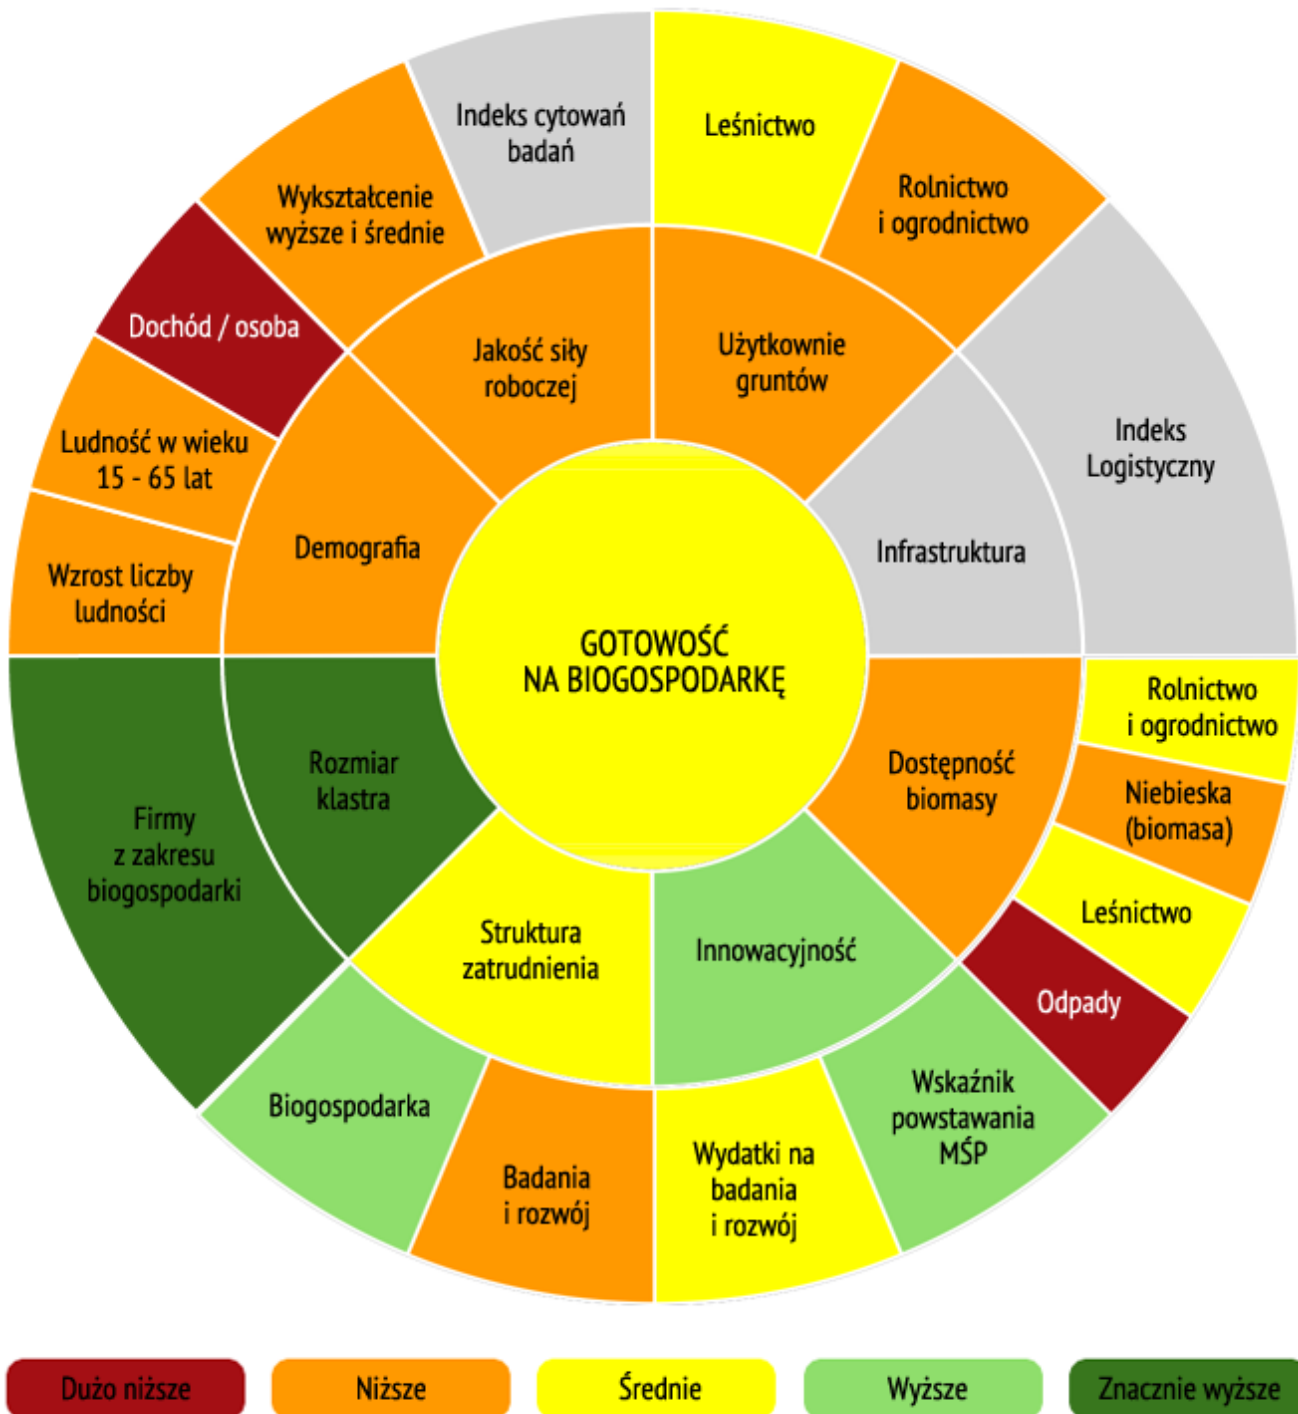 Indeks cytowań
badań
Leśnictwo
Rolnictwo
i ogrodnictwo
Wykształcenie
wyższe i średnie
Dochód / osoba
Jakość siły
roboczej
Użytkownie
gruntów
Indeks
Logistyczny
Ludność w wieku
15 - 65 lat
Demografia
Infrastruktura
Wzrost liczby
ludności
GOTOWOŚĆ
NA BIOGOSPODARKĘ
Rolnictwo
i ogrodnictwo
Rozmiar
klastra
Dostępność
biomasy
Niebieska
(biomasa)
Firmy
z zakresu
biogospodarki
Leśnictwo
Struktura
zatrudnienia
Innowacyjność
Odpady
Biogospodarka
Wskaźnik
powstawania
MŚP
Badania
i rozwój
Wydatki na
badania
i rozwój
Dużo niższe
Niższe
Średnie
Wyższe
Znacznie wyższe